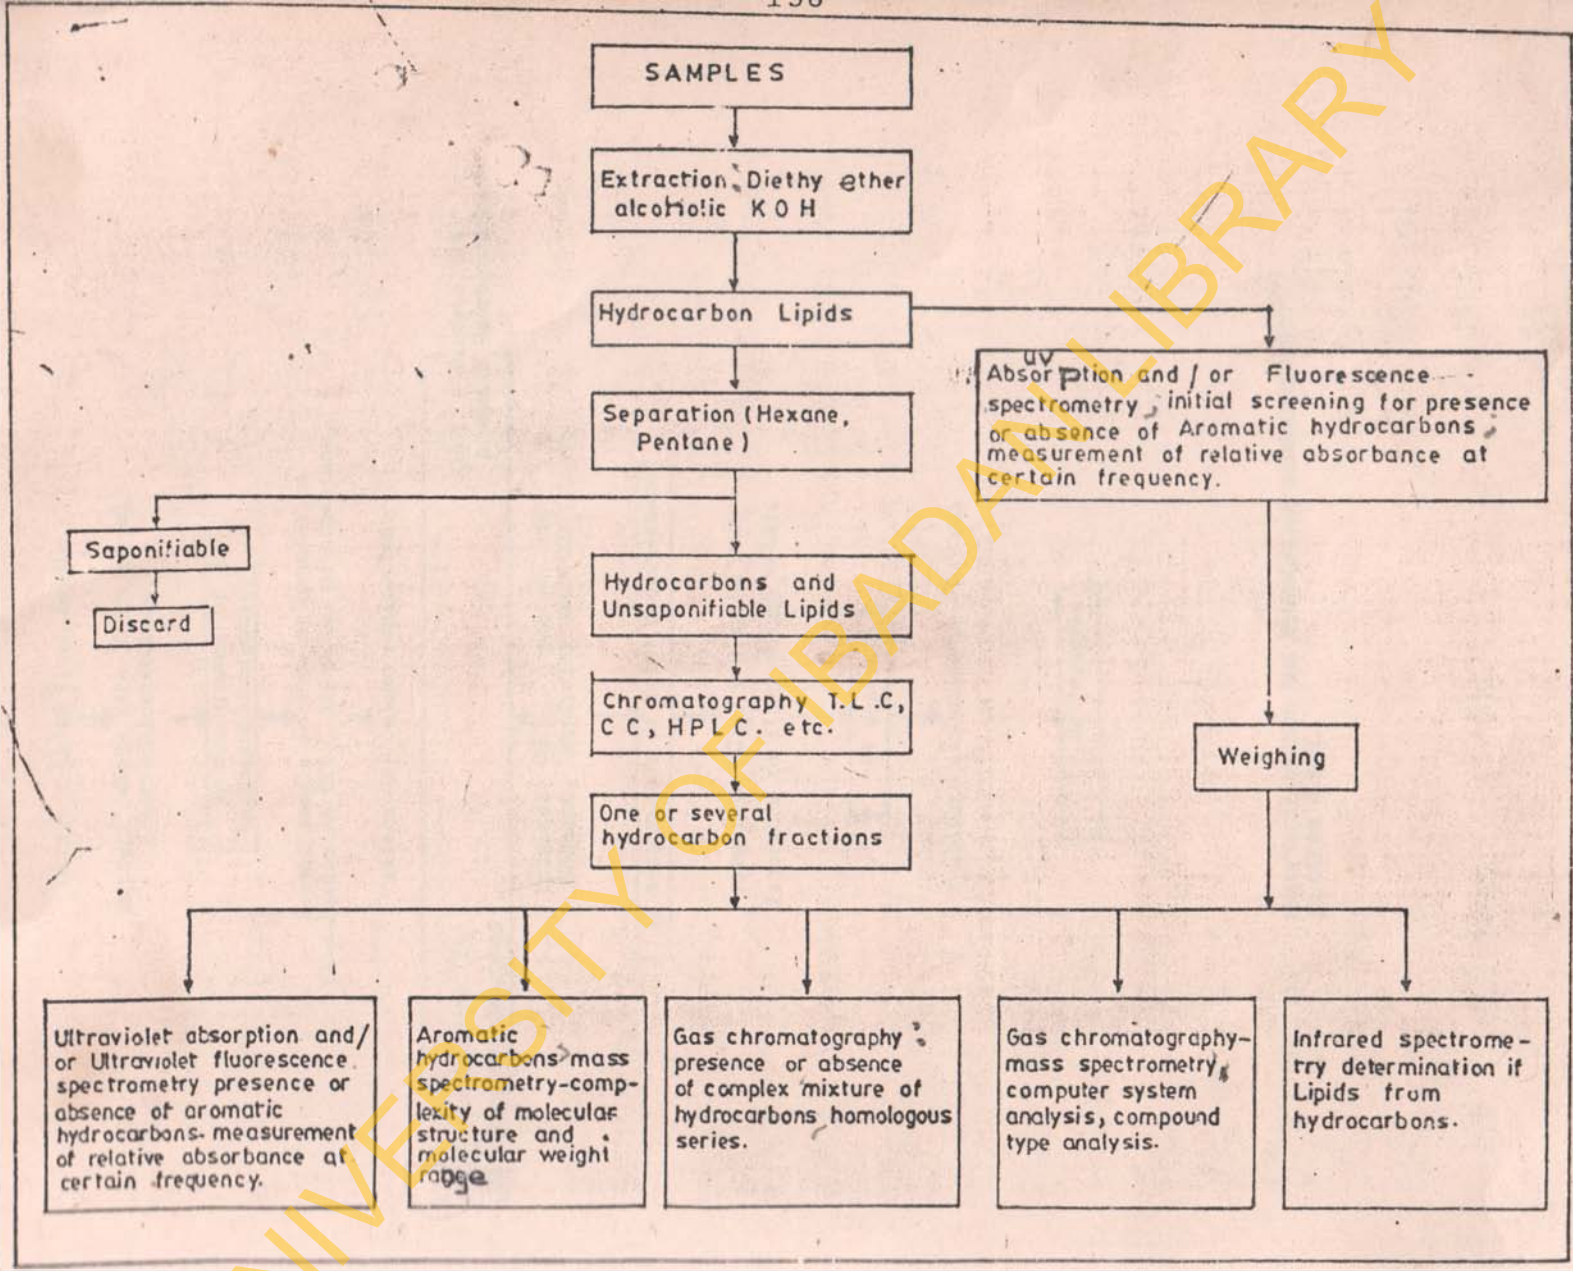 SAMPLES
Extraction: Diethy ether
alcoholic KOH
Hydrocarbon Lipids
Separation (Hexane,
Pentane)
uv
Absorption and / or Fluorescence
spectrometry, initial screening for presence
or absence of Aromatic hydrocarbons,
measurement of relative absorbance at
certain frequency.
Saponifiable
Discard
Hydrocarbons and
Unsaponifiable Lipids
Chromatography T.L.C,
CC, HPLC. etc.
Weighing
One or several
hydrocarbon fractions
Ultraviolet absorption and/
or Ultraviolet fluorescence
spectrometry presence or
absence of aromatic
hydrocarbons. measurement
of relative absorbance at
certain frequency.
Aromatic
hydrocarbons mass
spectrometry-comp-
lexity of molecular
structure and
molecular weight
range
Gas chromatography:
presence or absence
of complex mixture of
hydrocarbons, homologous
series.
Gas chromatography-
mass spectrometry,
computer system
analysis, compound
type analysis.
Infrared spectrome-
try determination if
Lipids from
hydrocarbons.
UNIVERSITY OF IBADAN LIBRARY